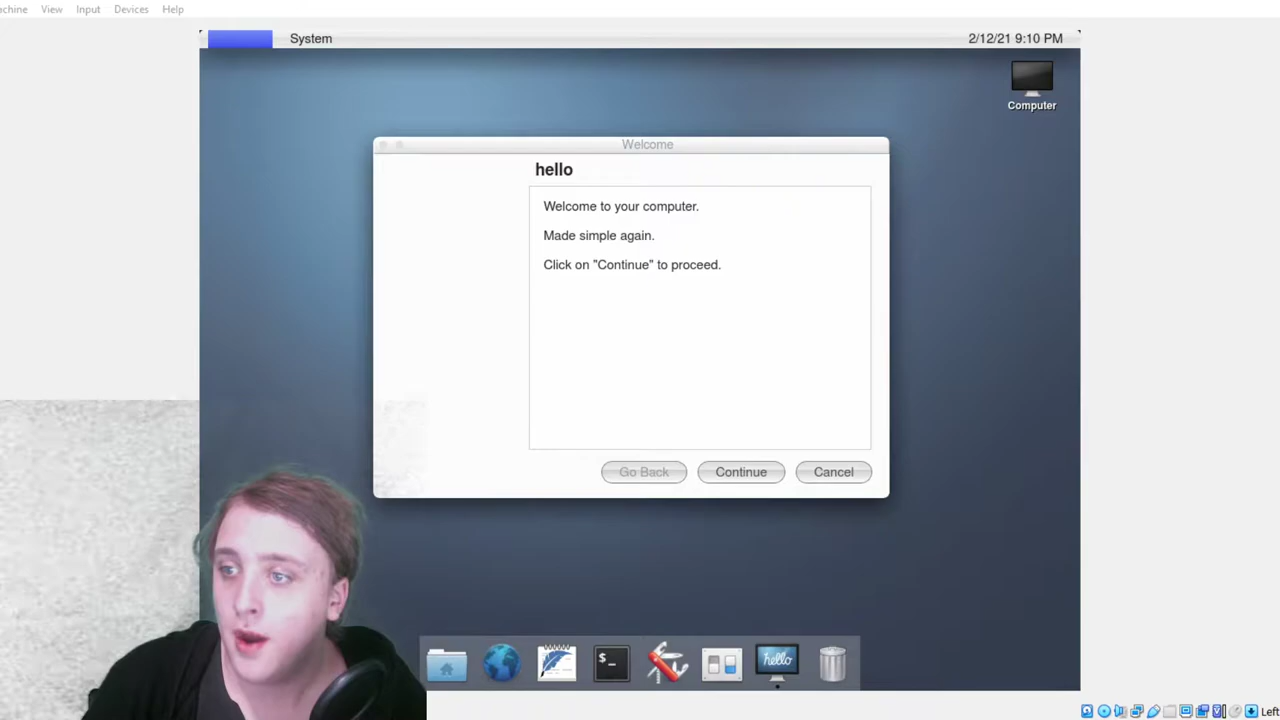 achine View Input Devices Help
System 2/12/21 9:10 PM
Computer
Welcome
hello
Welcome to your computer.
Made simple again.
Click on "Continue" to proceed.
Go Back Continue Cancel
$_
hello
Left